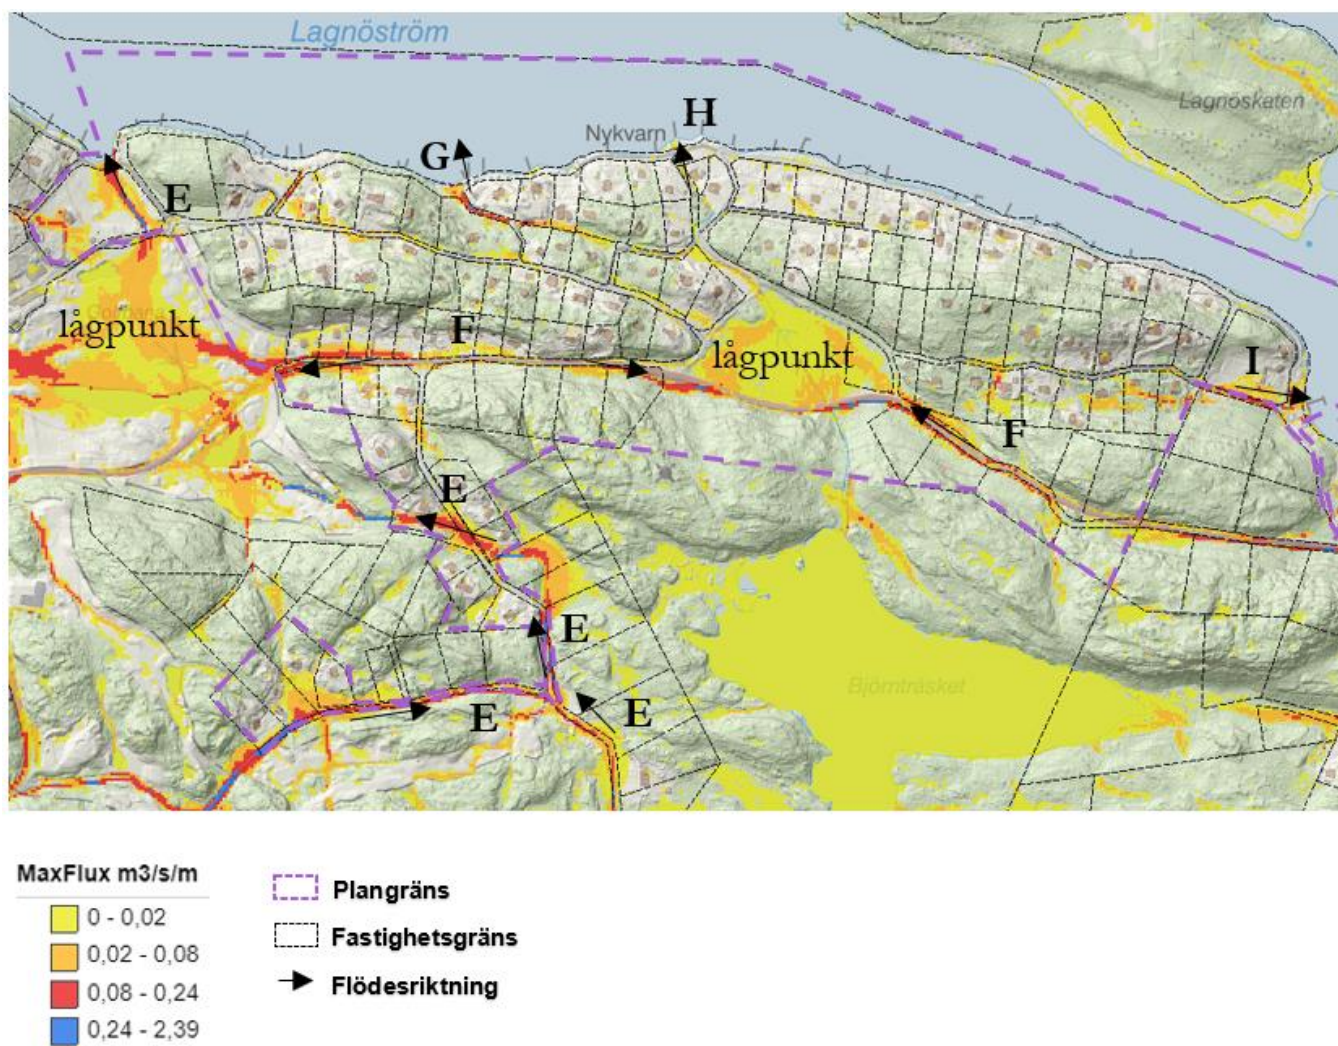 Lagnöström
Lagnöskaten
Nykvarn
H
G
E
lågpunkt
F
lågpunkt
I
F
E
E
Björnträsket
E
E
MaxFlux m3/s/m
0 - 0,02
0,02 - 0,08
0,08 - 0,24
0,24 - 2,39
Plangräns
Fastighetsgräns
Flödesriktning